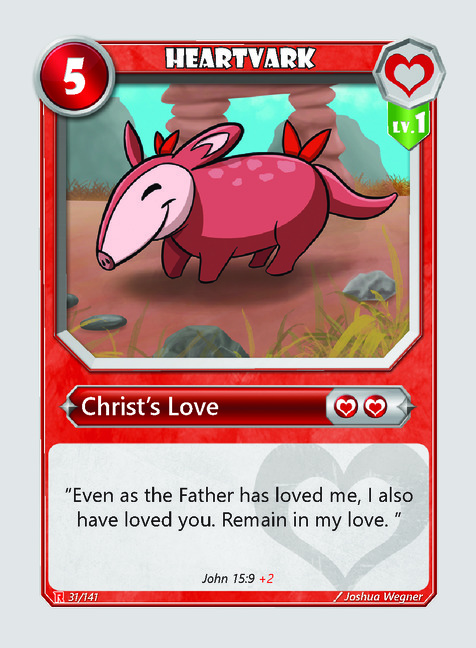 HEARTVARK
5
LV.1
Christ's Love
"Even as the Father has loved me, I also
have loved you. Remain in my love. "
John 15:9 +2
R 31/141
Joshua Wegner